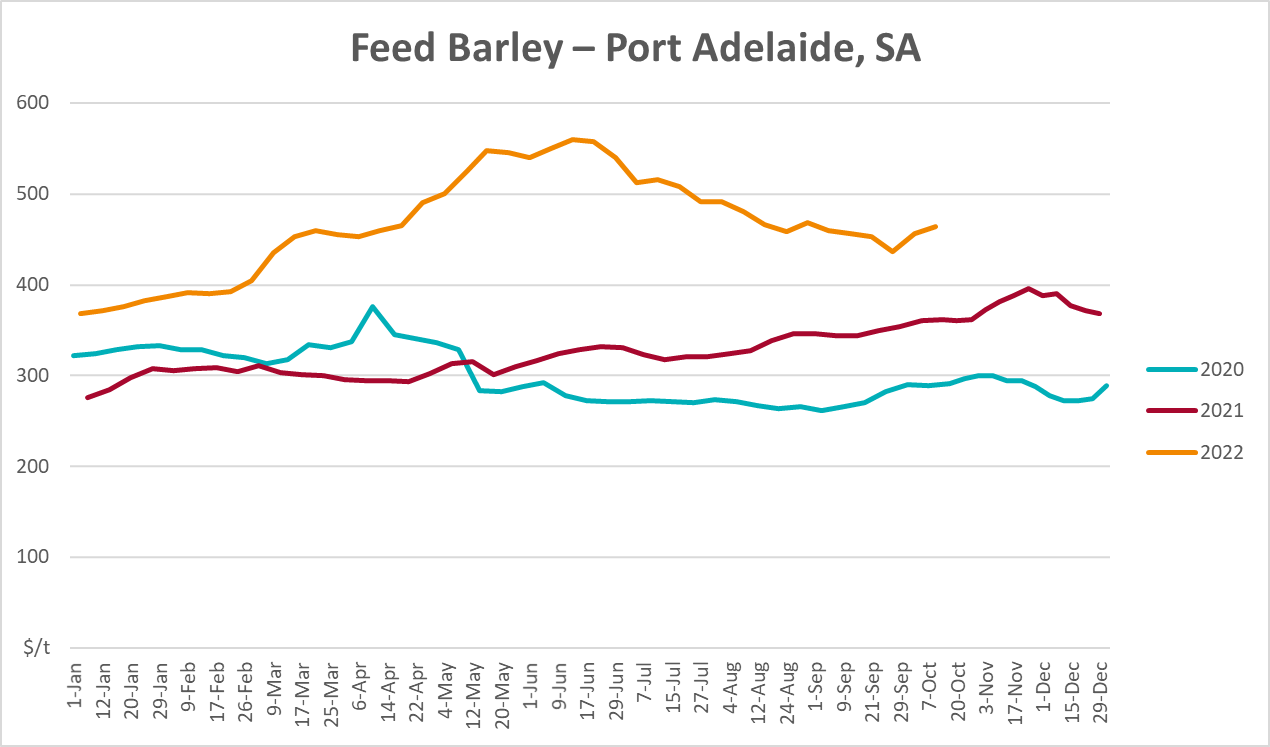 Feed Barley – Port Adelaide, SA
600
500
400
300
200
100
$/t
1-Jan
12-Jan
20-Jan
29-Jan
9-Feb
17-Feb
26-Feb
9-Mar
17-Mar
25-Mar
6-Apr
14-Apr
22-Apr
4-May
12-May
20-May
1-Jun
9-Jun
17-Jun
29-Jun
7-Jul
15-Jul
27-Jul
4-Aug
12-Aug
24-Aug
1-Sep
9-Sep
21-Sep
29-Sep
7-Oct
20-Oct
3-Nov
17-Nov
1-Dec
15-Dec
29-Dec
2020
2021
2022